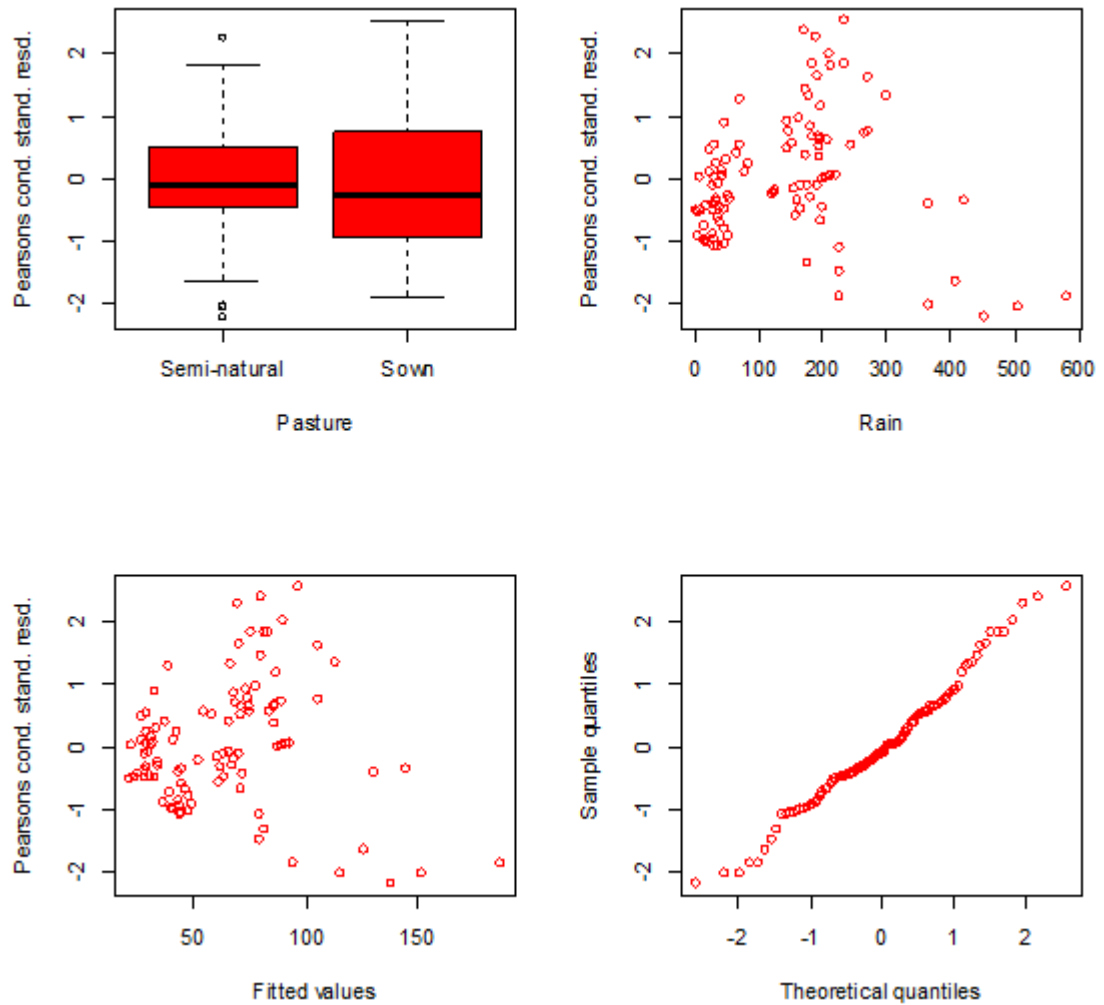 Pearsons cond. stand. resd.
2
1
0
-1
-2
Semi-natural Sown
Pasture
Pearsons cond. stand. resd.
2
1
0
-1
-2
0 100 200 300 400 500 600
Rain
Pearsons cond. stand. resd.
2
1
0
-1
-2
50 100 150
Fitted values
Sample quantiles
2
1
0
-1
-2
-2 -1 0 1 2
Theoretical quantiles